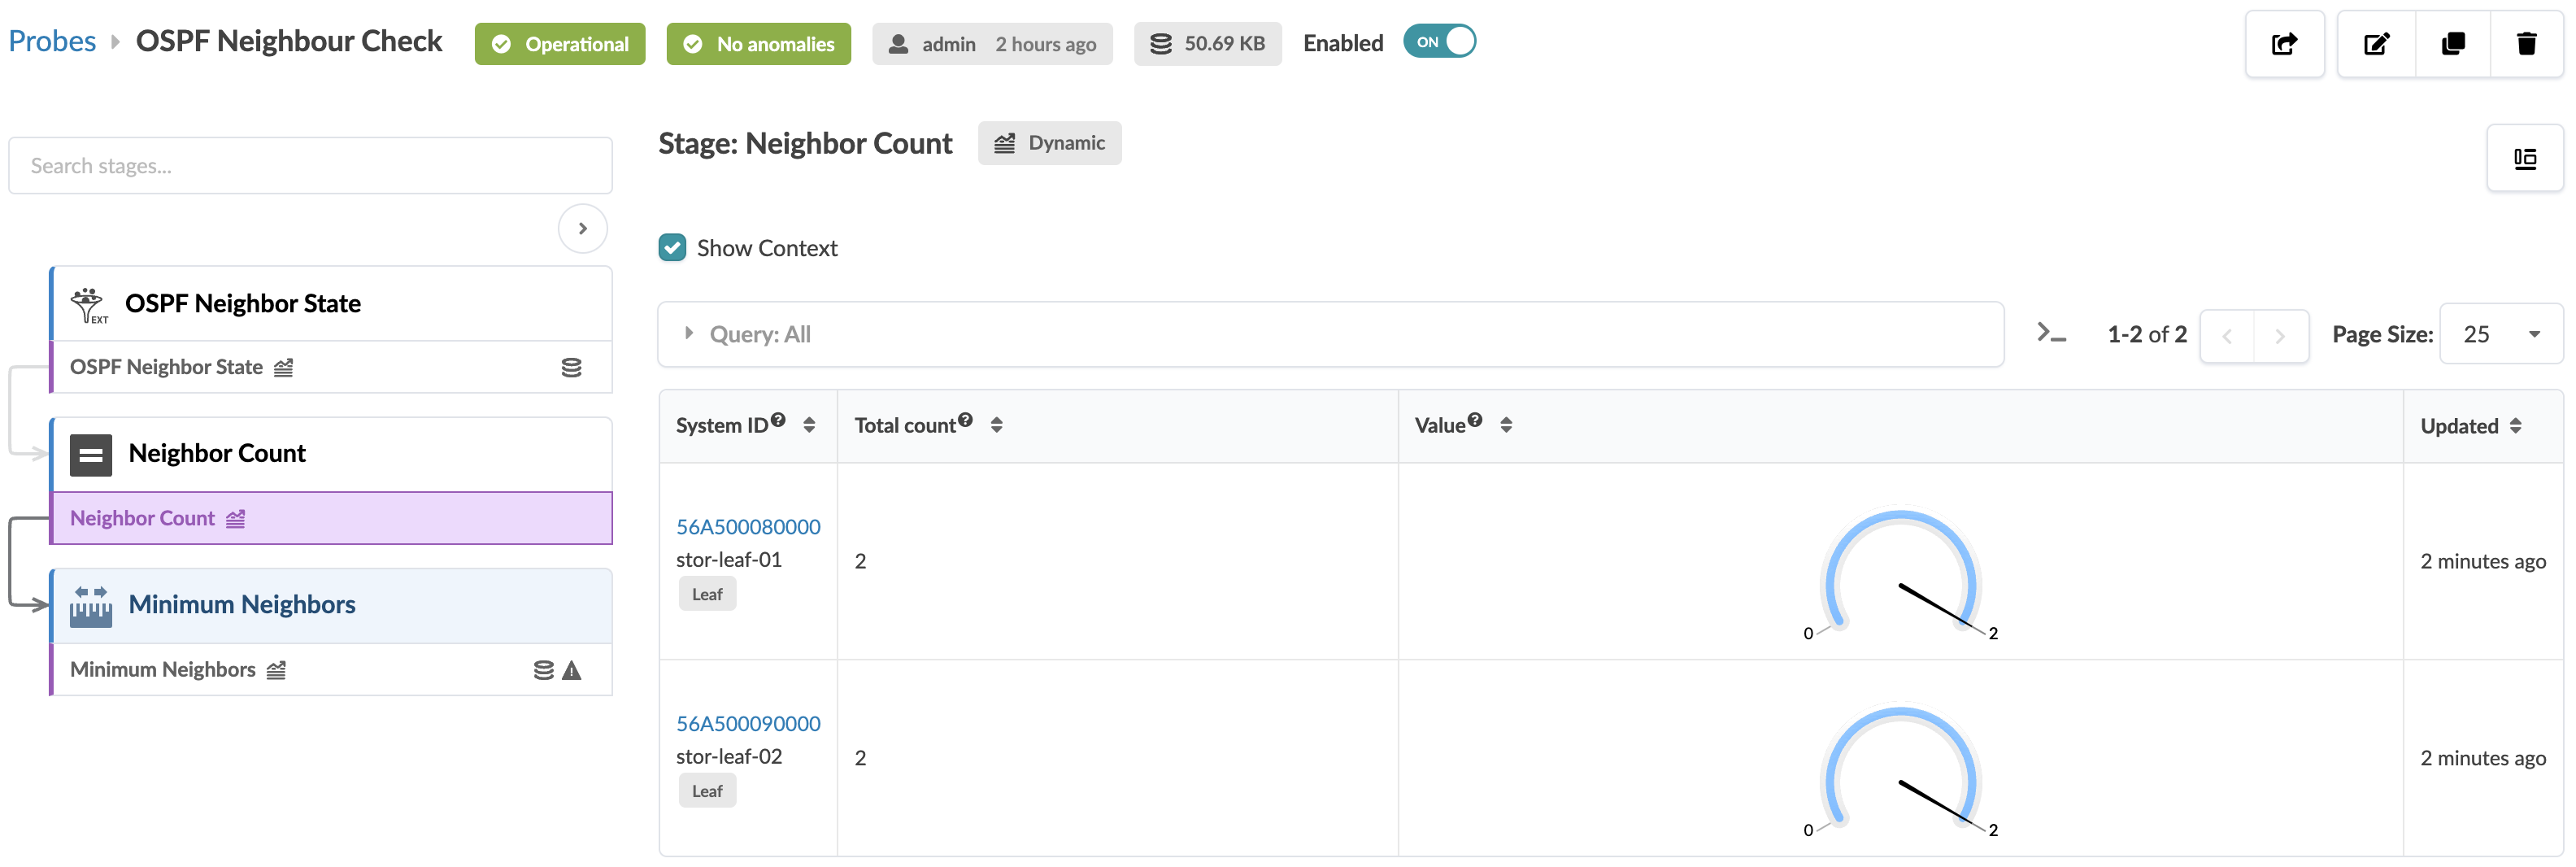 Probes OSPF Neighbour Check Operational No anomalies admin 2 hours ago 50.69 KB Enabled ON
Search stages...
OSPF Neighbor State
EXT
OSPF Neighbor State
Neighbor Count
Neighbor Count
Minimum Neighbors
Minimum Neighbors
Stage: Neighbor Count Dynamic
Show Context
Query: All 1-2 of 2 Page Size: 25
System ID Total count Value Updated
56A500080000
stor-leaf-01
Leaf
2
0 2
2 minutes ago
56A500090000
stor-leaf-02
Leaf
2
0 2
2 minutes ago